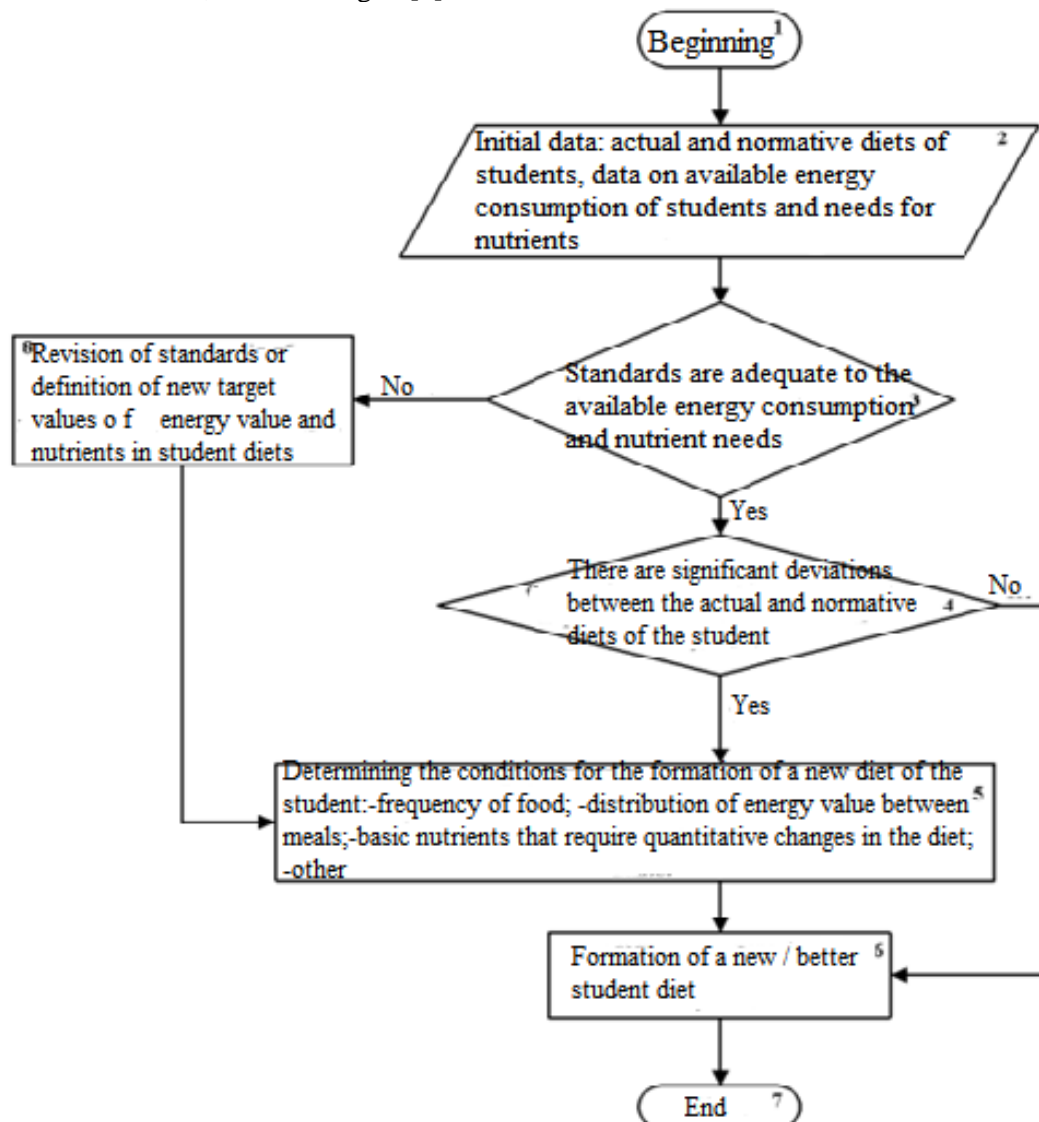 Beginning 1
Initial data: actual and normative diets of 2
students, data on available energy
consumption of students and needs for
nutrients
8 Revision of standards or
definition of new target
values o f energy value and
nutrients in student diets
No
Standards are adequate to the
available energy consumption 3
and nutrient needs
Yes
There are significant deviations
between the actual and normative 4
diets of the student
No
Yes
Determining the conditions for the formation of a new diet of the
student:-frequency of food; -distribution of energy value between 5
meals;-basic nutrients that require quantitative changes in the diet;
-other
Formation of a new / better
student diet
End 7